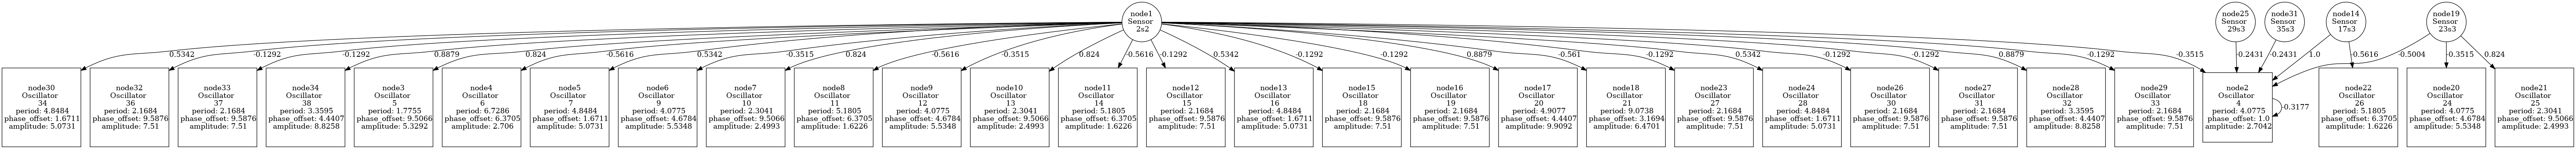 node1
Sensor
2s2
node25
Sensor
29s3
node31
Sensor
35s3
node14
Sensor
17s3
node19
Sensor
23s3
0.5342
-0.1292
-0.1292
0.8879
0.824
-0.5616
0.5342
-0.3515
0.824
-0.5616
-0.3515
0.824
-0.5616
-0.1292
0.5342
-0.1292
-0.1292
0.8879
-0.561
-0.1292
0.5342
-0.1292
-0.1292
0.8879
-0.1292
-0.3515
-0.2431
-0.2431
1.0
-0.5616
-0.5004
-0.3515
0.824
node30
Oscillator
34
period: 4.8484
phase_offset: 1.6711
amplitude: 5.0731
node32
Oscillator
36
period: 2.1684
phase_offset: 9.5876
amplitude: 7.51
node33
Oscillator
37
period: 2.1684
phase_offset: 9.5876
amplitude: 7.51
node34
Oscillator
38
period: 3.3595
phase_offset: 4.4407
amplitude: 8.8258
node3
Oscillator
5
period: 1.7755
phase_offset: 9.5066
amplitude: 5.3292
node4
Oscillator
6
period: 6.7286
phase_offset: 6.3705
amplitude: 2.706
node5
Oscillator
7
period: 4.8484
phase_offset: 1.6711
amplitude: 5.0731
node6
Oscillator
9
period: 4.0775
phase_offset: 4.6784
amplitude: 5.5348
node7
Oscillator
10
period: 2.3041
phase_offset: 9.5066
amplitude: 2.4993
node8
Oscillator
11
period: 5.1805
phase_offset: 6.3705
amplitude: 1.6226
node9
Oscillator
12
period: 4.0775
phase_offset: 4.6784
amplitude: 5.5348
node10
Oscillator
13
period: 2.3041
phase_offset: 9.5066
amplitude: 2.4993
node11
Oscillator
14
period: 5.1805
phase_offset: 6.3705
amplitude: 1.6226
node12
Oscillator
15
period: 2.1684
phase_offset: 9.5876
amplitude: 7.51
node13
Oscillator
16
period: 4.8484
phase_offset: 1.6711
amplitude: 5.0731
node15
Oscillator
18
period: 2.1684
phase_offset: 9.5876
amplitude: 7.51
node16
Oscillator
19
period: 2.1684
phase_offset: 9.5876
amplitude: 7.51
node17
Oscillator
20
period: 4.9077
phase_offset: 4.4407
amplitude: 9.9092
node18
Oscillator
21
period: 9.0738
phase_offset: 3.1694
amplitude: 6.4701
node23
Oscillator
27
period: 2.1684
phase_offset: 9.5876
amplitude: 7.51
node24
Oscillator
28
period: 4.8484
phase_offset: 1.6711
amplitude: 5.0731
node26
Oscillator
30
period: 2.1684
phase_offset: 9.5876
amplitude: 7.51
node27
Oscillator
31
period: 2.1684
phase_offset: 9.5876
amplitude: 7.51
node28
Oscillator
32
period: 3.3595
phase_offset: 4.4407
amplitude: 8.8258
node29
Oscillator
33
period: 2.1684
phase_offset: 9.5876
amplitude: 7.51
node2
Oscillator
4
period: 4.0775
phase_offset: 1.0
amplitude: 2.7042
0.3177
node22
Oscillator
26
period: 5.1805
phase_offset: 6.3705
amplitude: 1.6226
node20
Oscillator
24
period: 4.0775
phase_offset: 4.6784
amplitude: 5.5348
node21
Oscillator
25
period: 2.3041
phase_offset: 9.5066
amplitude: 2.4993